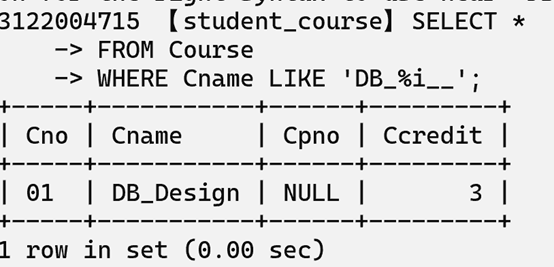 3122004715 【student_course】SELECT *
    -> FROM Course
    -> WHERE Cname LIKE 'DB_%i__';
+-----+-----------+------+---------+
| Cno | Cname     | Cpno | Ccredit |
+-----+-----------+------+---------+
| 01  | DB_Design | NULL |       3 |
+-----+-----------+------+---------+
1 row in set (0.00 sec)